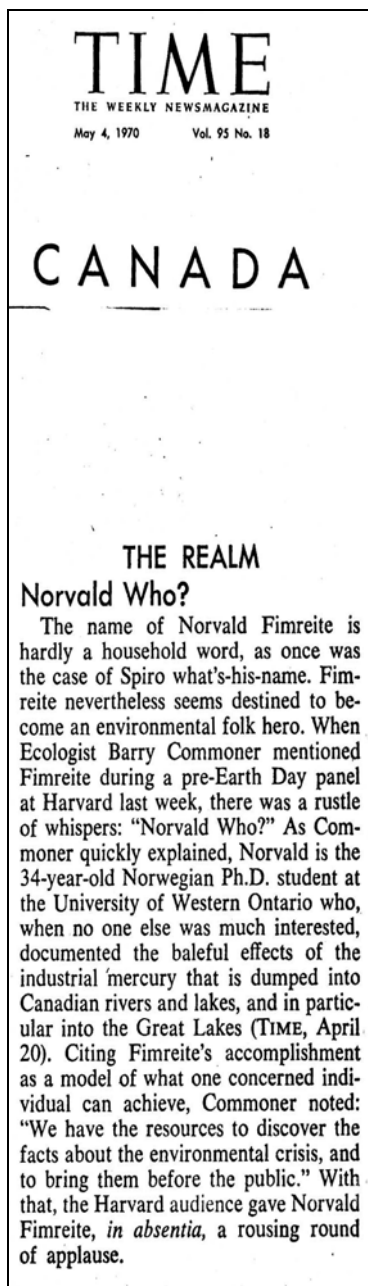 TIME
THE WEEKLY NEWSMAGAZINE
May 4, 1970 Vol. 95 No. 18
CANADA
THE REALM
Norvald Who?
The name of Norvald Fimreite is
hardly a household word, as once was
the case of Spiro what's-his-name. Fim-
reite nevertheless seems destined to be-
come an environmental folk hero. When
Ecologist Barry Commoner mentioned
Fimreite during a pre-Earth Day panel
at Harvard last week, there was a rustle
of whispers: “Norvald Who?” As Com-
moner quickly explained, Norvald is the
34-year-old Norwegian Ph.D. student at
the University of Western Ontario who,
when no one else was much interested,
documented the baleful effects of the
industrial mercury that is dumped into
Canadian rivers and lakes, and in partic-
ular into the Great Lakes (TIME, April
20). Citing Fimreite's accomplishment
as a model of what one concerned indi-
vidual can achieve, Commoner noted:
“We have the resources to discover the
facts about the environmental crisis, and
to bring them before the public.” With
that, the Harvard audience gave Norvald
Fimreite, in absentia, a rousing round
of applause.